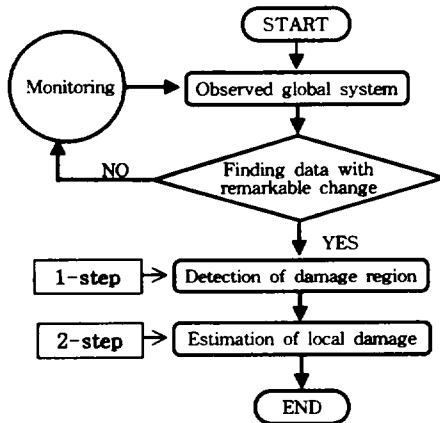 START
Monitoring
Observed global system
Finding data with
remarkable change
NO
YES
1-step
Detection of damage region
2-step
Estimation of local damage
END